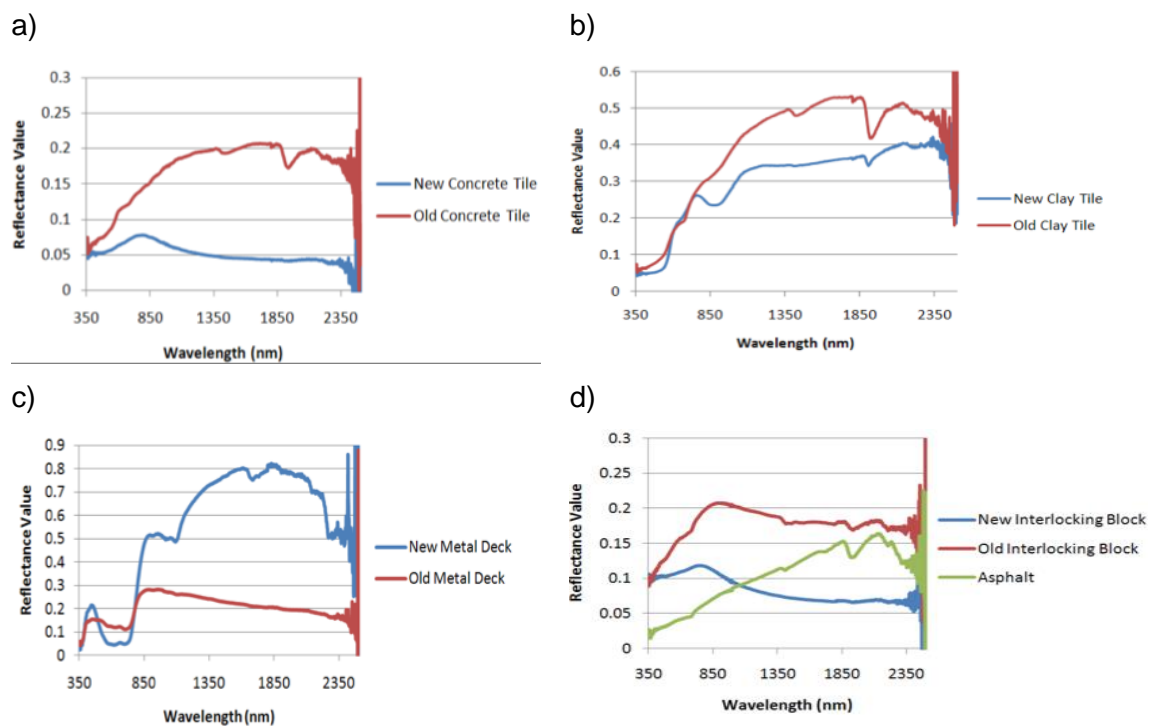 a)
0.3
0.25
0.2
0.15
0.1
0.05
0
Reflectance Value
350 850 1350 1850 2350
Wavelength (nm)
New Concrete Tile
Old Concrete Tile
b)
0.6
0.5
0.4
0.3
0.2
0.1
0
Reflectance Value
350 850 1350 1850 2350
Wavelength (nm)
New Clay Tile
Old Clay Tile
c)
0.9
0.8
0.7
0.6
0.5
0.4
0.3
0.2
0.1
0
Reflectance Value
350 850 1350 1850 2350
Wavelength (nm)
New Metal Deck
Old Metal Deck
d)
0.3
0.25
0.2
0.15
0.1
0.05
0
Reflectance Value
350 850 1350 1850 2350
Wavelength (nm)
New Interlocking Block
Old Interlocking Block
Asphalt